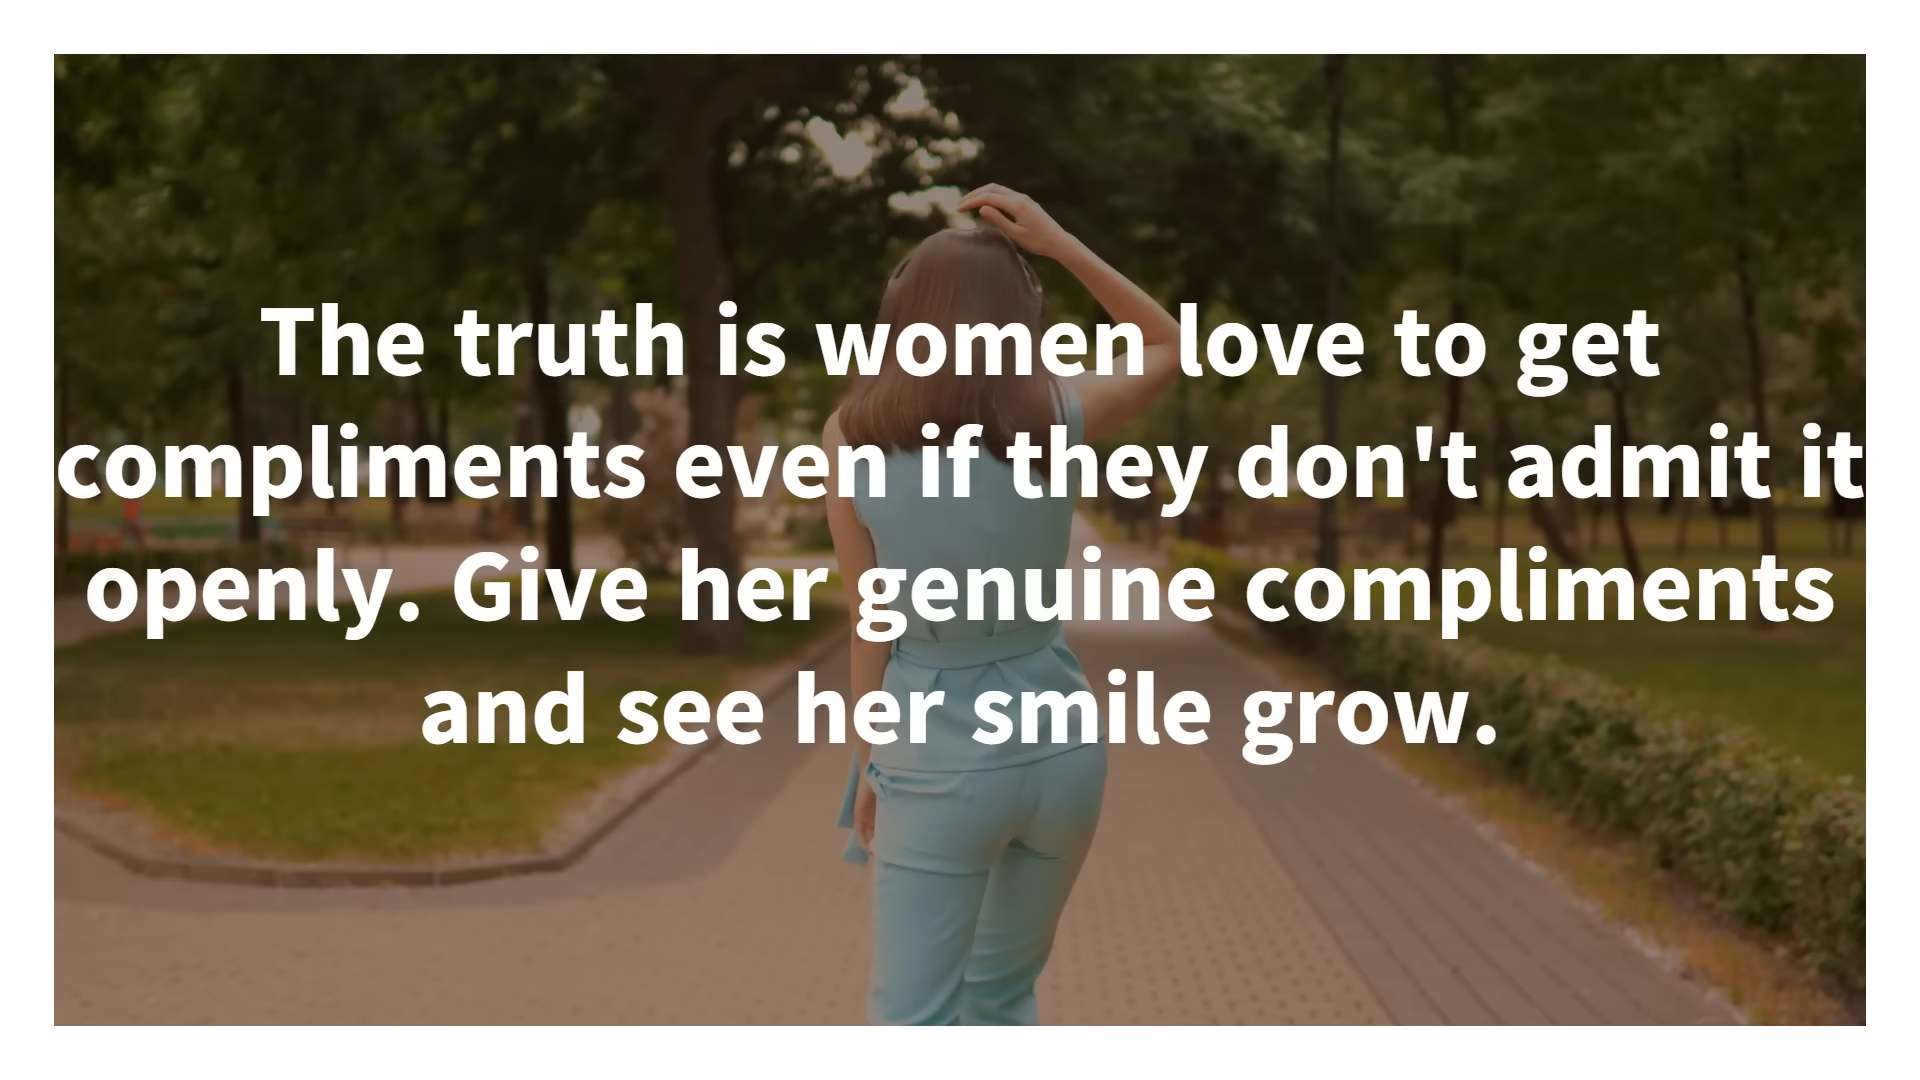 The truth is women love to get
compliments even if they don't admit it
openly. Give her genuine compliments
and see her smile grow.